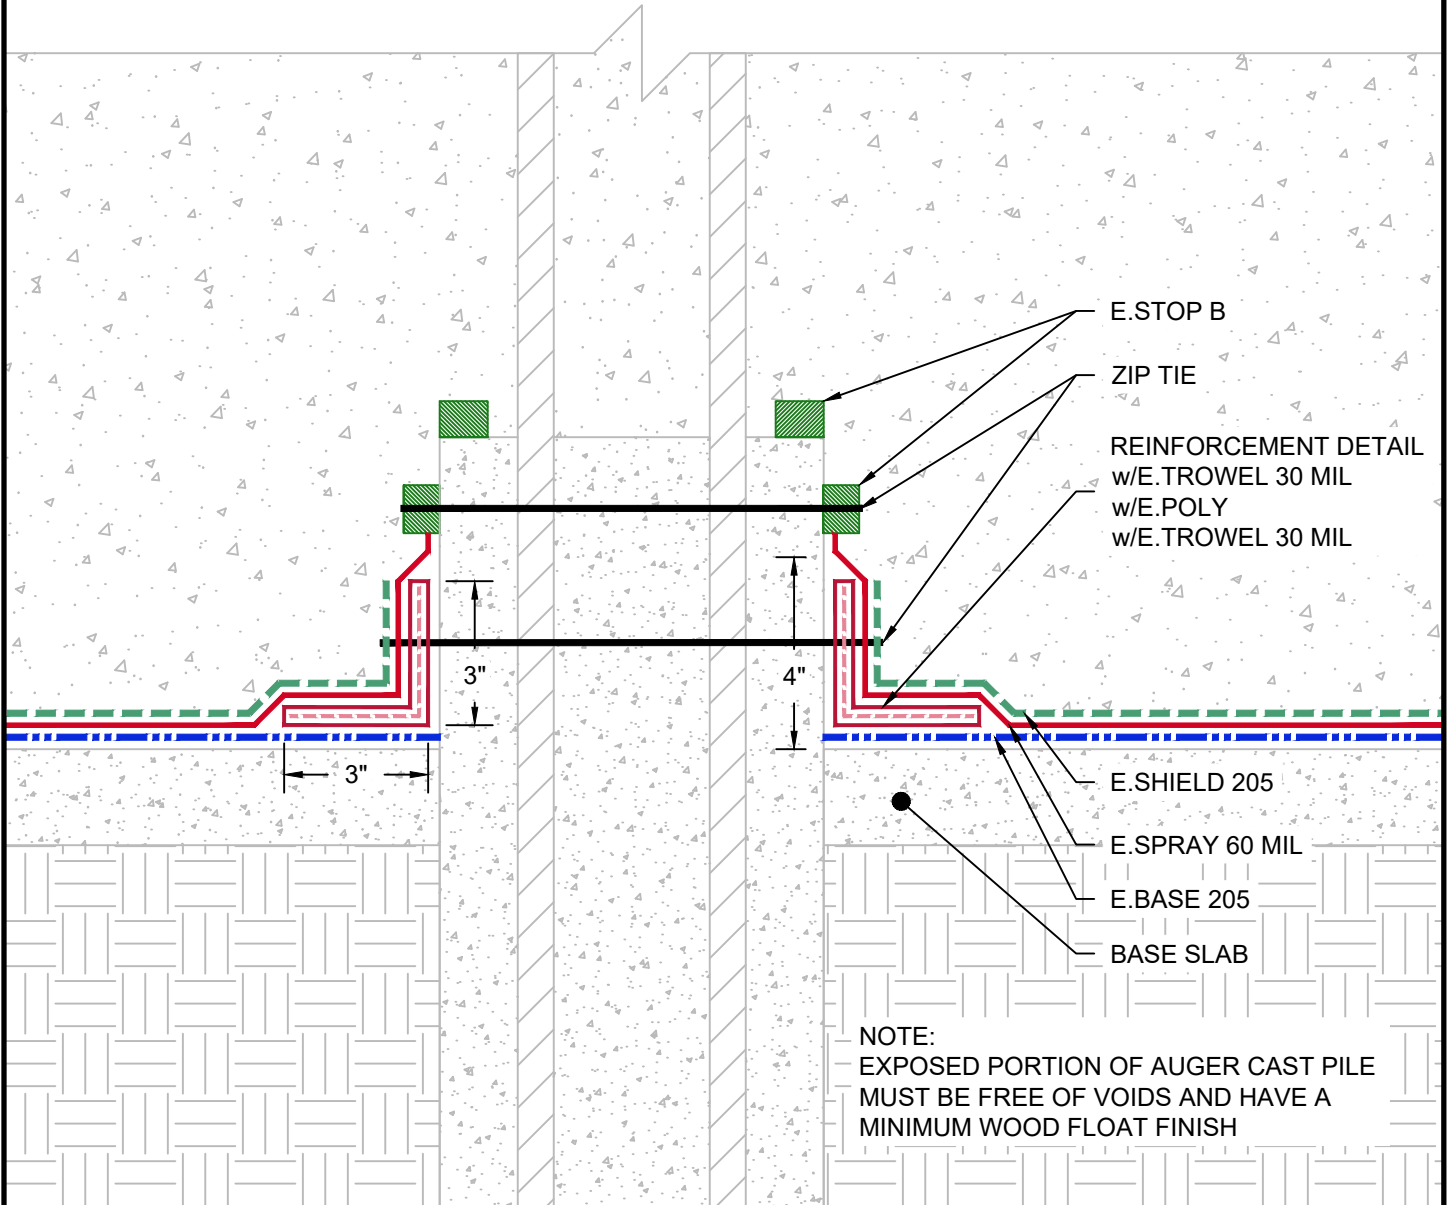 E.STOP B
ZIP TIE
REINFORCEMENT DETAIL
w/E.TROWEL 30 MIL
w/E.POLY
w/E.TROWEL 30 MIL
3"
4"
3"
E.SHIELD 205
E.SPRAY 60 MIL
E.BASE 205
BASE SLAB
NOTE:
EXPOSED PORTION OF AUGER CAST PILE
MUST BE FREE OF VOIDS AND HAVE A
MINIMUM WOOD FLOAT FINISH